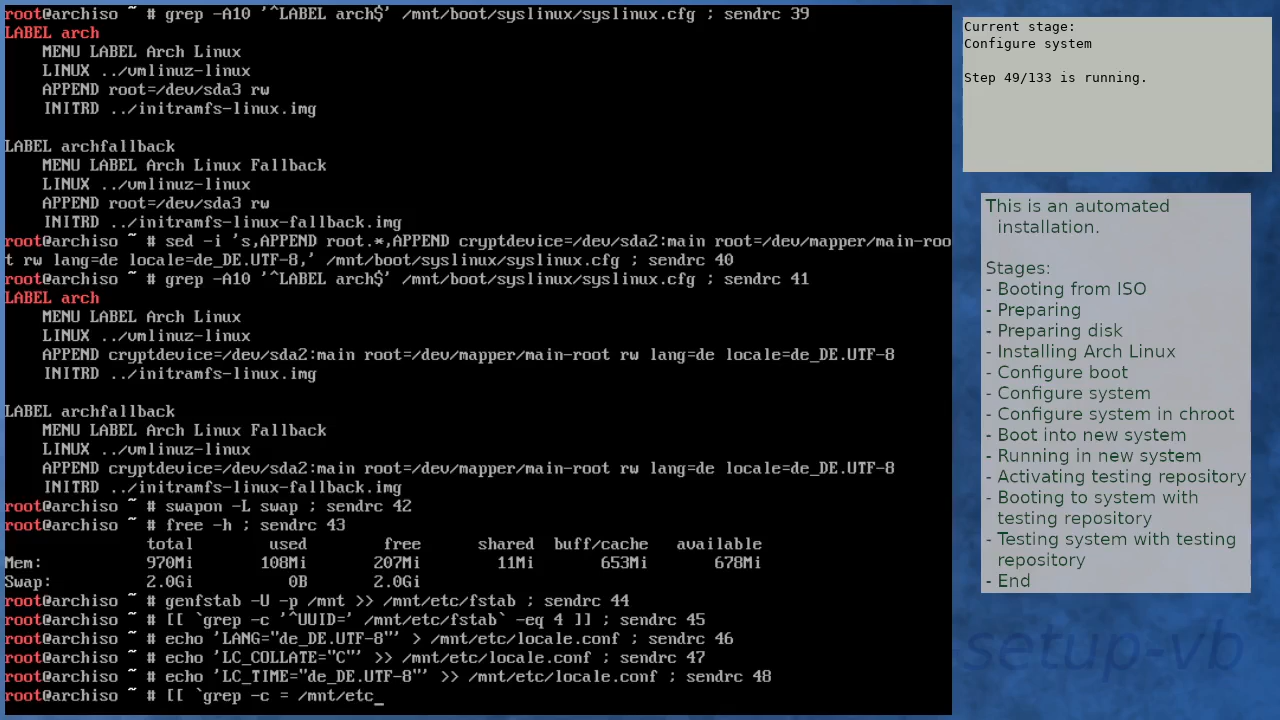 root@archiso ~ # grep -A10 '^LABEL arch$' /mnt/boot/syslinux/syslinux.cfg ; sendrc 39
LABEL arch
    MENU LABEL Arch Linux
    LINUX ../vmlinuz-linux
    APPEND root=/dev/sda3 rw
    INITRD ../initramfs-linux.img

LABEL archfallback
    MENU LABEL Arch Linux Fallback
    LINUX ../vmlinuz-linux
    APPEND root=/dev/sda3 rw
    INITRD ../initramfs-linux-fallback.img
root@archiso ~ # sed -i 's,APPEND root.*,APPEND cryptdevice=/dev/sda2:main root=/dev/mapper/main-roo
t rw lang=de locale=de_DE.UTF-8,' /mnt/boot/syslinux/syslinux.cfg ; sendrc 40
root@archiso ~ # grep -A10 '^LABEL arch$' /mnt/boot/syslinux/syslinux.cfg ; sendrc 41
LABEL arch
    MENU LABEL Arch Linux
    LINUX ../vmlinuz-linux
    APPEND cryptdevice=/dev/sda2:main root=/dev/mapper/main-root rw lang=de locale=de_DE.UTF-8
    INITRD ../initramfs-linux.img

LABEL archfallback
    MENU LABEL Arch Linux Fallback
    LINUX ../vmlinuz-linux
    APPEND cryptdevice=/dev/sda2:main root=/dev/mapper/main-root rw lang=de locale=de_DE.UTF-8
    INITRD ../initramfs-linux-fallback.img
root@archiso ~ # swapon -L swap ; sendrc 42
root@archiso ~ # free -h ; sendrc 43
               total        used        free      shared  buff/cache   available
Mem:           970Mi       108Mi       207Mi        11Mi       653Mi       678Mi
Swap:          2.0Gi          0B       2.0Gi
root@archiso ~ # genfstab -U -p /mnt >> /mnt/etc/fstab ; sendrc 44
root@archiso ~ # [[ `grep -c '^UUID=' /mnt/etc/fstab` -eq 4 ]] ; sendrc 45
root@archiso ~ # echo 'LANG="de_DE.UTF-8"' > /mnt/etc/locale.conf ; sendrc 46
root@archiso ~ # echo 'LC_COLLATE="C"' >> /mnt/etc/locale.conf ; sendrc 47
root@archiso ~ # echo 'LC_TIME="de_DE.UTF-8"' >> /mnt/etc/locale.conf ; sendrc 48
root@archiso ~ # [[ `grep -c = /mnt/etc_
Current stage:
Configure system

Step 49/133 is running.
This is an automated
installation.

Stages:
- Booting from ISO
- Preparing
- Preparing disk
- Installing Arch Linux
- Configure boot
- Configure system
- Configure system in chroot
- Boot into new system
- Running in new system
- Activating testing repository
- Booting to system with
testing repository
- Testing system with testing
repository
- End
setup-vb